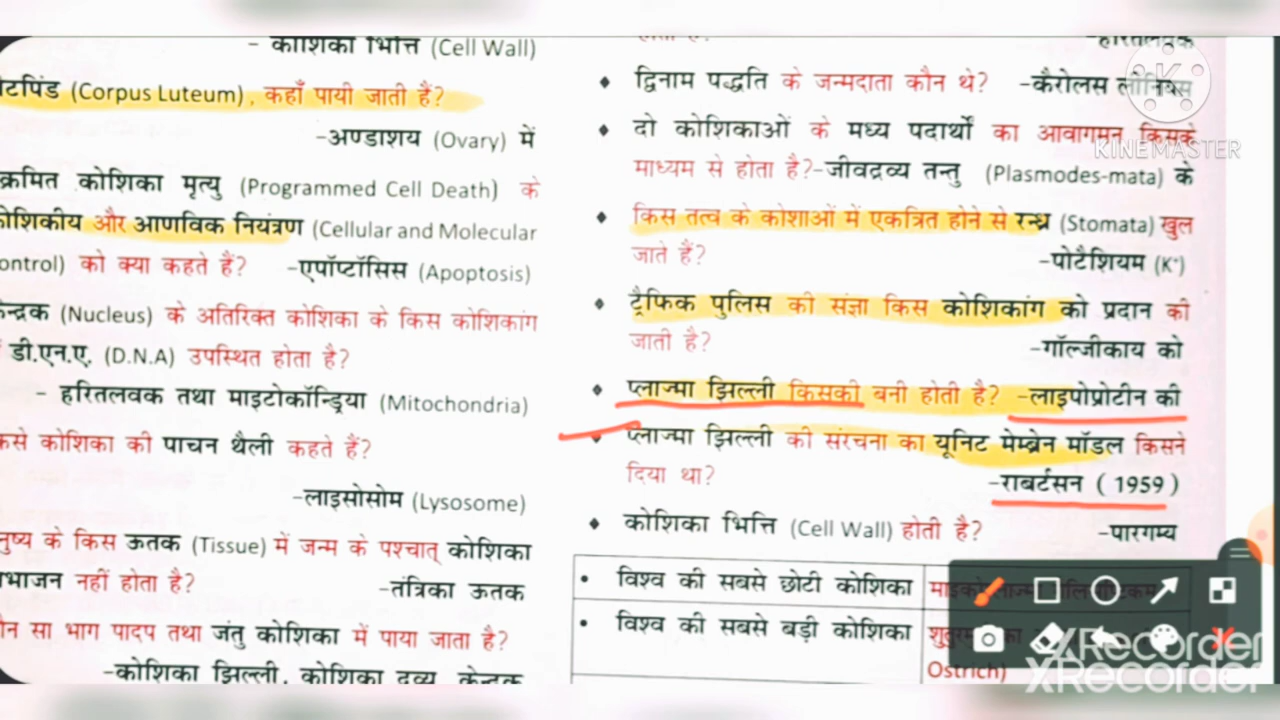 - कोशिका भित्ति (Cell Wall)
(Corpus Luteum), कहाँ पायी जाती है?
-अण्डाशय (Ovary) में
क्रमित कोशिका मृत्यु (Programmed Cell Death) के
और आणविक नियंत्रण (Cellular and Molecular
ontrol) को क्या कहते हैं? -एपॉप्टॉसिस (Apoptosis)
न्द्रक (Nucleus) के अतिरिक्त कोशिका के किस कोशिकांग
डी.एन.ए. (D.N.A) उपस्थित होता है?
- हरितलवक तथा माइटोकॉन्ड्रिया (Mitochondria)
कोशिका की पाचन थैली कहते हैं?
-लाइसोसोम (Lysosome)
के किस ऊतक (Tissue) में जन्म के पश्चात् कोशिका
भाजन नहीं होता है?
-तंत्रिका ऊतक
सा भाग पादप तथा जंतु कोशिका में पाया जाता है?
-कोशिका झिल्ली, कोशिका द्रव्य, केन्द्रक
हरितलवक
♦ द्विनाम पद्धति के जन्मदाता कौन थे? -कैरोलस लीनियस
♦ दो कोशिकाओं के मध्य पदार्थों का आवागमन किसके
माध्यम से होता है?-जीवद्रव्य तन्तु (Plasmodes-mata) के
♦ किस तत्व के कोशाओं में एकत्रित होने से रन्ध्र (Stomata) खुल
जाते हैं?
-पोटैशियम (K⁺)
♦ ट्रैफिक पुलिस की संज्ञा किस कोशिकांग को प्रदान की
जाती है?
-गॉल्जीकाय को
♦ प्लाज्मा झिल्ली किसकी बनी होती है? -लाइपोप्रोटीन की
♦ प्लाज्मा झिल्ली की संरचना का यूनिट मेम्ब्रेन मॉडल किसने
दिया था?
-राबर्टसन ( 1959 )
♦ कोशिका भित्ति (Cell Wall) होती है? -पारगम्य
• विश्व की सबसे छोटी कोशिका
• विश्व की सबसे बड़ी कोशिका
Ostrich)
KINEMASTER
XRecorder
XRecorder